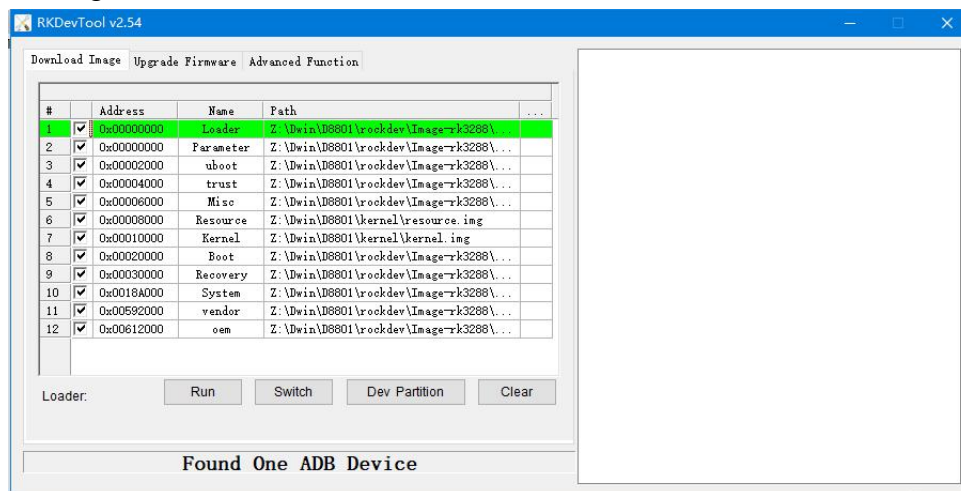 RKDevTool v2.54
Download Image Upgrade Firmware Advanced Function
# Address Name Path ...
1 0x00000000 Loader Z:\Dwin\D8801\rockdev\Image-rk3288\...
2 0x00000000 Parameter Z:\Dwin\D8801\rockdev\Image-rk3288\...
3 0x00002000 uboot Z:\Dwin\D8801\rockdev\Image-rk3288\...
4 0x00004000 trust Z:\Dwin\D8801\rockdev\Image-rk3288\...
5 0x00006000 Misc Z:\Dwin\D8801\rockdev\Image-rk3288\...
6 0x00008000 Resource Z:\Dwin\D8801\kernel\resource.img
7 0x00010000 Kernel Z:\Dwin\D8801\kernel\kernel.img
8 0x00020000 Boot Z:\Dwin\D8801\rockdev\Image-rk3288\...
9 0x00030000 Recovery Z:\Dwin\D8801\rockdev\Image-rk3288\...
10 0x0018A000 System Z:\Dwin\D8801\rockdev\Image-rk3288\...
11 0x00592000 vendor Z:\Dwin\D8801\rockdev\Image-rk3288\...
12 0x00612000 oem Z:\Dwin\D8801\rockdev\Image-rk3288\...
Loader: Run Switch Dev Partition Clear
Found One ADB Device